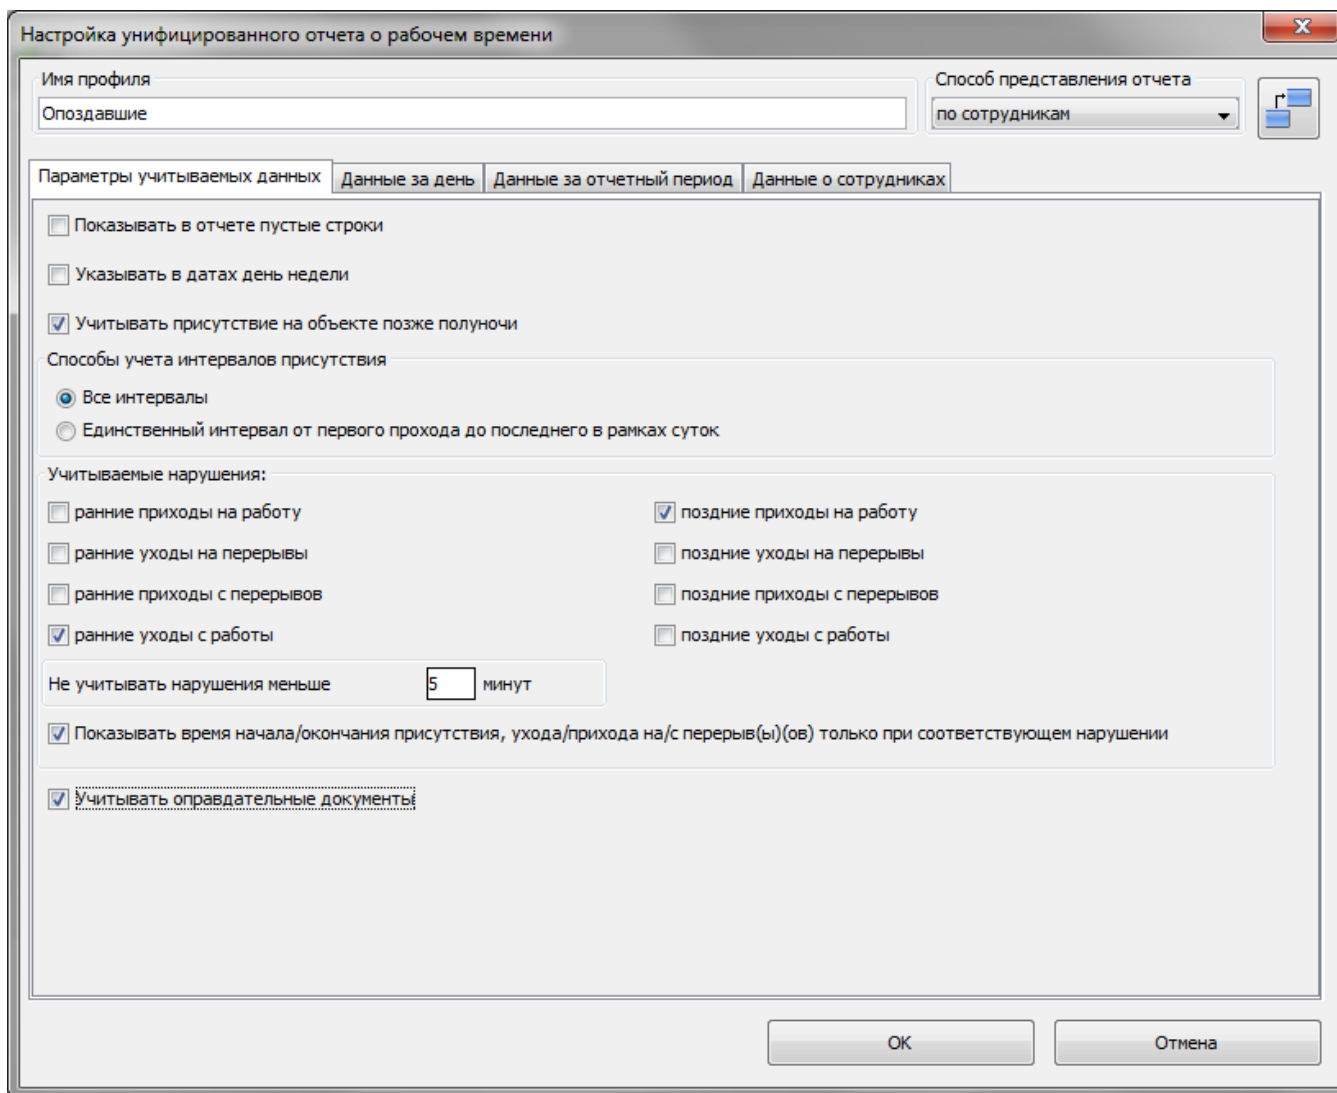 Настройка унифицированного отчета о рабочем времени
Имя профиля
Способ представления отчета
Опоздавшие
по сотрудникам
Параметры учитываемых данных
Данные за день
Данные за отчетный период
Данные о сотрудниках
Показывать в отчете пустые строки
Указывать в датах день недели
Учитывать присутствие на объекте позже полуночи
Способы учета интервалов присутствия
Все интервалы
Единственный интервал от первого прохода до последнего в рамках суток
Учитываемые нарушения:
ранние приходы на работу
поздние приходы на работу
ранние уходы на перерывы
поздние уходы на перерывы
ранние приходы с перерывов
поздние приходы с перерывов
ранние уходы с работы
поздние уходы с работы
Не учитывать нарушения меньше 5 минут
Показывать время начала/окончания присутствия, ухода/прихода на/с перерыв(ы)(ов) только при соответствующем нарушении
Учитывать оправдательные документы
ОК
Отмена